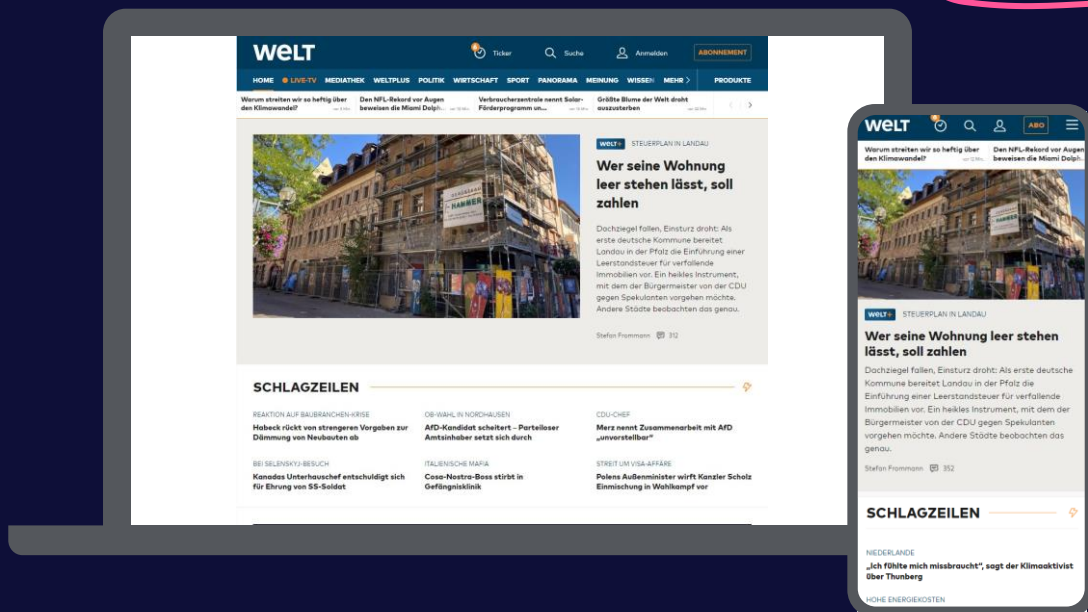 WELT
6 Ticker Suche Anmelden ABONNEMENT
HOME LIVE-TV MEDIATHEK WELTPLUS POLITIK WIRTSCHAFT SPORT PANORAMA MEINUNG WISSEN MEHR PRODUKTE
Warum streiten wir so heftig über
den Klimawandel?
Den NFL-Rekord vor Augen
beweisen die Miami Dolph...
Verbraucherzentrale nennt Solar-
Förderprogramm un...
Größte Blume der Welt droht
auszusterben
HAMMER
WELT+ STEUERPLAN IN LANDAU
Wer seine Wohnung
leer stehen lässt, soll
zahlen
Dachziegel fallen, Einsturz droht: Als
erste deutsche Kommune bereitet
Landau in der Pfalz die Einführung einer
Leerstandsteuer für verfallende
Immobilien vor. Ein heikles Instrument,
mit dem der Bürgermeister von der CDU
gegen Spekulanten vorgehen möchte.
Andere Städte beobachten das genau.
Stefan Frommann 312
SCHLAGZEILEN
REAKTION AUF BAUBRANCHEN-KRISE
Habeck rückt von strengeren Vorgaben zur
Dämmung von Neubauten ab
OB-WAHL IN NORDHAUSEN
AfD-Kandidat scheitert – Parteiloser
Amtsinhaber setzt sich durch
CDU-CHEF
Merz nennt Zusammenarbeit mit AfD
„unvorstellbar“
BEI SELENSKYJ-BESUCH
Kanadas Unterhauschef entschuldigt sich
für Ehrung von SS-Soldat
ITALIENISCHE MAFIA
Cosa-Nostra-Boss stirbt in
Gefängnisklinik
STREIT UM VISA-AFFÄRE
Polens Außenminister wirft Kanzler Scholz
Einmischung in Wahlkampf vor
WELT 6 ABO
Warum streiten wir so heftig über
den Klimawandel?
Den NFL-Rekord vor Augen
beweisen die Miami Dolph...
HAMMER
WELT+ STEUERPLAN IN LANDAU
Wer seine Wohnung leer stehen
lässt, soll zahlen
Dachziegel fallen, Einsturz droht: Als erste deutsche
Kommune bereitet Landau in der Pfalz die
Einführung einer Leerstandsteuer für verfallende
Immobilien vor. Ein heikles Instrument, mit dem der
Bürgermeister von der CDU gegen Spekulanten
vorgehen möchte. Andere Städte beobachten das
genau.
Stefan Frommann 352
SCHLAGZEILEN
NIEDERLANDE
„Ich fühlte mich missbraucht“, sagt der Klimaaktivist
über Thunberg
HOHE ENERGIEKOSTEN